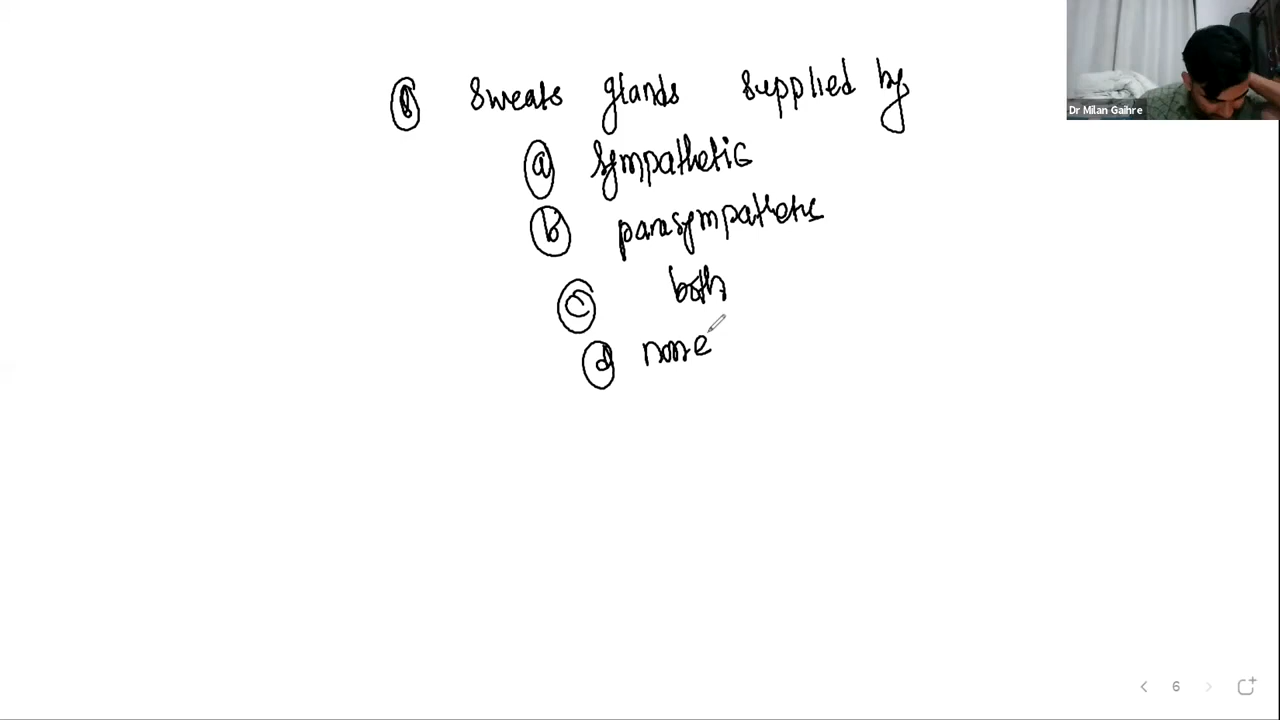 Sweats glands supplied by
a sympathetic
b parasympathetic
c both
d none
Dr Milan Gaihre
6